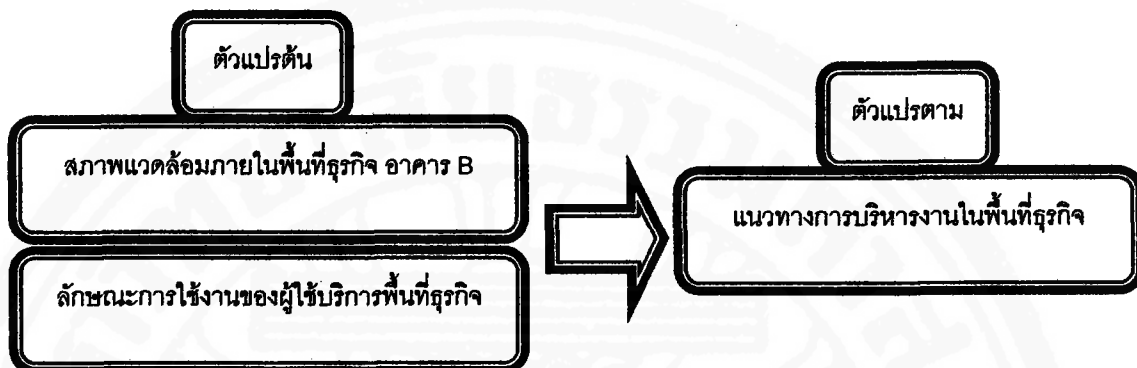 ตัวแปรต้น
สภาพแวดล้อมภายในพื้นที่ธุรกิจ อาคาร B
ลักษณะการใช้งานของผู้ใช้บริการพื้นที่ธุรกิจ
ตัวแปรตาม
แนวทางการบริหารงานในพื้นที่ธุรกิจ